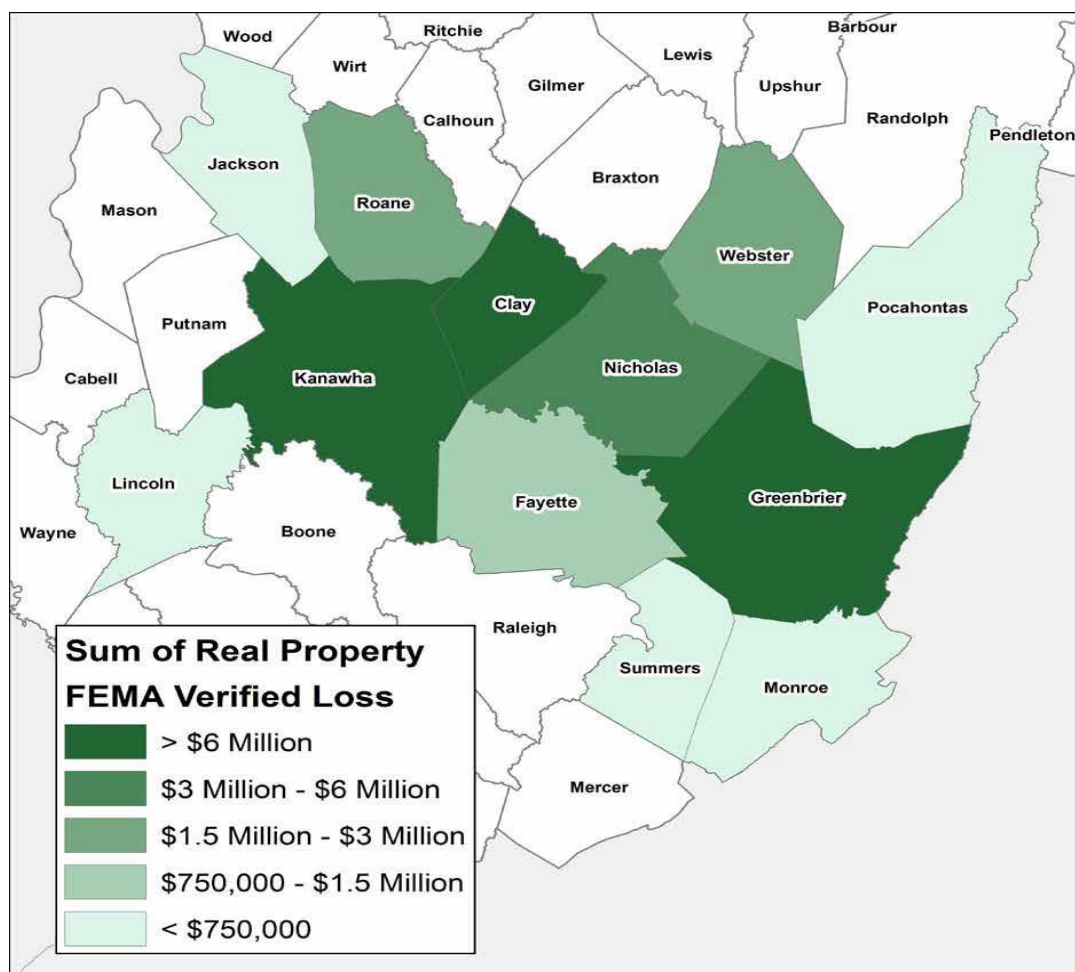 Wood
Ritchie
Barbour
Lewis
Wirt
Gilmer
Upshur
Calhoun
Randolph
Pendleton
Jackson
Braxton
Roane
Mason
Webster
Clay
Pocahontas
Putnam
Nicholas
Cabell
Kanawha
Lincoln
Greenbrier
Fayette
Wayne
Boone
Raleigh
Summers
Monroe
Mercer
Sum of Real Property
FEMA Verified Loss
> $6 Million
$3 Million - $6 Million
$1.5 Million - $3 Million
$750,000 - $1.5 Million
< $750,000